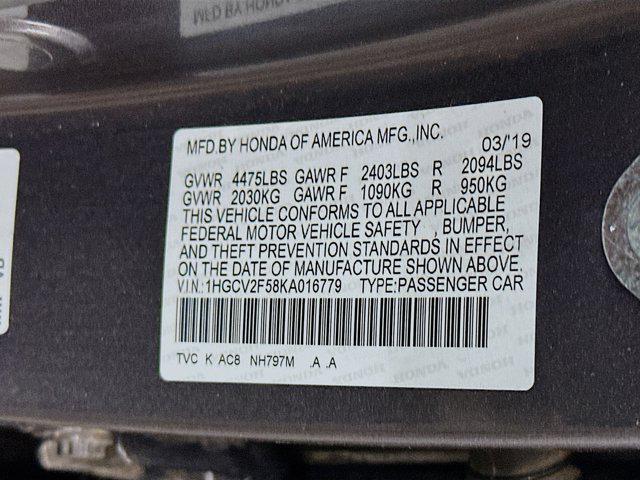 MFD.BY HONDA OF AMERICA MFG.,INC.
03/'19
GVWR 4475LBS GAWR F 2403LBS R 2094LBS
GVWR 2030KG GAWR F 1090KG R 950KG
THIS VEHICLE CONFORMS TO ALL APPLICABLE
FEDERAL MOTOR VEHICLE SAFETY , BUMPER,
AND THEFT PREVENTION STANDARDS IN EFFECT
ON THE DATE OF MANUFACTURE SHOWN ABOVE.
V.I.N.:1HGCV2F58KA016779 TYPE:PASSENGER CAR
TVC K AC8 NH797M .A .A